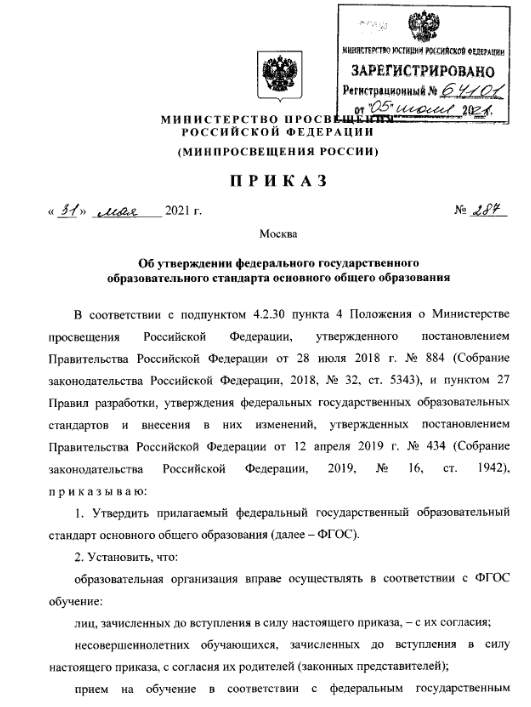 МИНИСТЕРСТВО ЮСТИЦИИ РОССИЙСКОЙ ФЕДЕРАЦИИ
ЗАРЕГИСТРИРОВАНО
Регистрационный № 64101
от "05" июля 2021.
МИНИСТЕРСТВО ПРОСВЕЩЕНИЯ
РОССИЙСКОЙ ФЕДЕРАЦИИ
(МИНПРОСВЕЩЕНИЯ РОССИИ)
ПРИКАЗ
« 31 » мая 2021 г. № 287
Москва
Об утверждении федерального государственного
образовательного стандарта основного общего образования
В соответствии с подпунктом 4.2.30 пункта 4 Положения о Министерстве
просвещения Российской Федерации, утвержденного постановлением
Правительства Российской Федерации от 28 июля 2018 г. № 884 (Собрание
законодательства Российской Федерации, 2018, № 32, ст. 5343), и пунктом 27
Правил разработки, утверждения федеральных государственных образовательных
стандартов и внесения в них изменений, утвержденных постановлением
Правительства Российской Федерации от 12 апреля 2019 г. № 434 (Собрание
законодательства Российской Федерации, 2019, № 16, ст. 1942),
приказываю:
1. Утвердить прилагаемый федеральный государственный образовательный
стандарт основного общего образования (далее – ФГОС).
2. Установить, что:
образовательная организация вправе осуществлять в соответствии с ФГОС
обучение:
лиц, зачисленных до вступления в силу настоящего приказа, – с их согласия;
несовершеннолетних обучающихся, зачисленных до вступления в силу
настоящего приказа, с согласия их родителей (законных представителей);
прием на обучение в соответствии с федеральным государственным